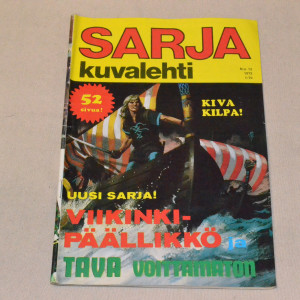 SARJA
kuvalehti
52
sivua!
KIVA
KILPA!
UUSI SARJA!
VIIKINKI-
PÄÄLLIKKÖ
TAVA VOITTAMATON